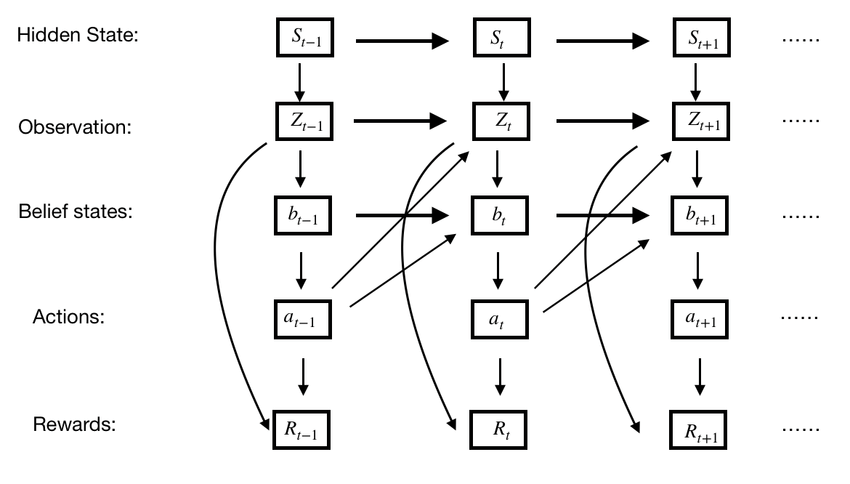 Hidden State: S_{t−1} S_t S_{t+1} ......
Observation: Z_{t−1} Z_t Z_{t+1} ......
Belief states: b_{t−1} b_t b_{t+1} ......
Actions: a_{t−1} a_t a_{t+1} ......
Rewards: R_{t−1} R_t R_{t+1} ......